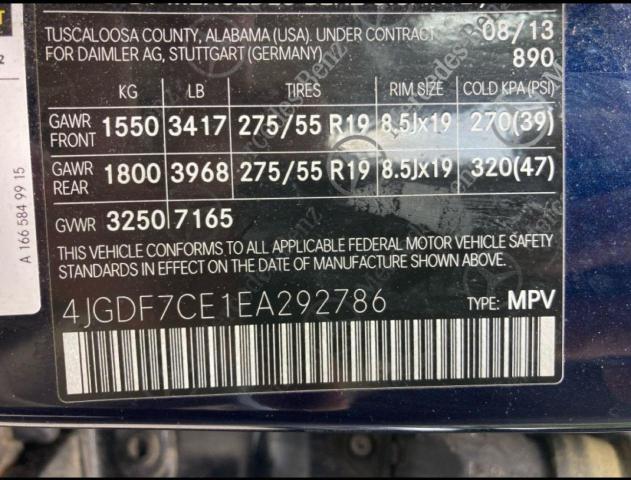 TUSCALOOSA COUNTY, ALABAMA (USA). UNDER CONTRACT 08/13
FOR DAIMLER AG, STUTTGART (GERMANY) 890
KG LB TIRES RIM SIZE COLD KPA (PSI)
GAWR FRONT 1550 3417 275/55 R19 8.5Jx19 270(39)
GAWR REAR 1800 3968 275/55 R19 8.5Jx19 320(47)
GVWR 3250 7165
THIS VEHICLE CONFORMS TO ALL APPLICABLE FEDERAL MOTOR VEHICLE SAFETY
STANDARDS IN EFFECT ON THE DATE OF MANUFACTURE SHOWN ABOVE.
4JGDF7CE1EA292786 TYPE: MPV
A 166 584 99 15
Mercedes-Benz